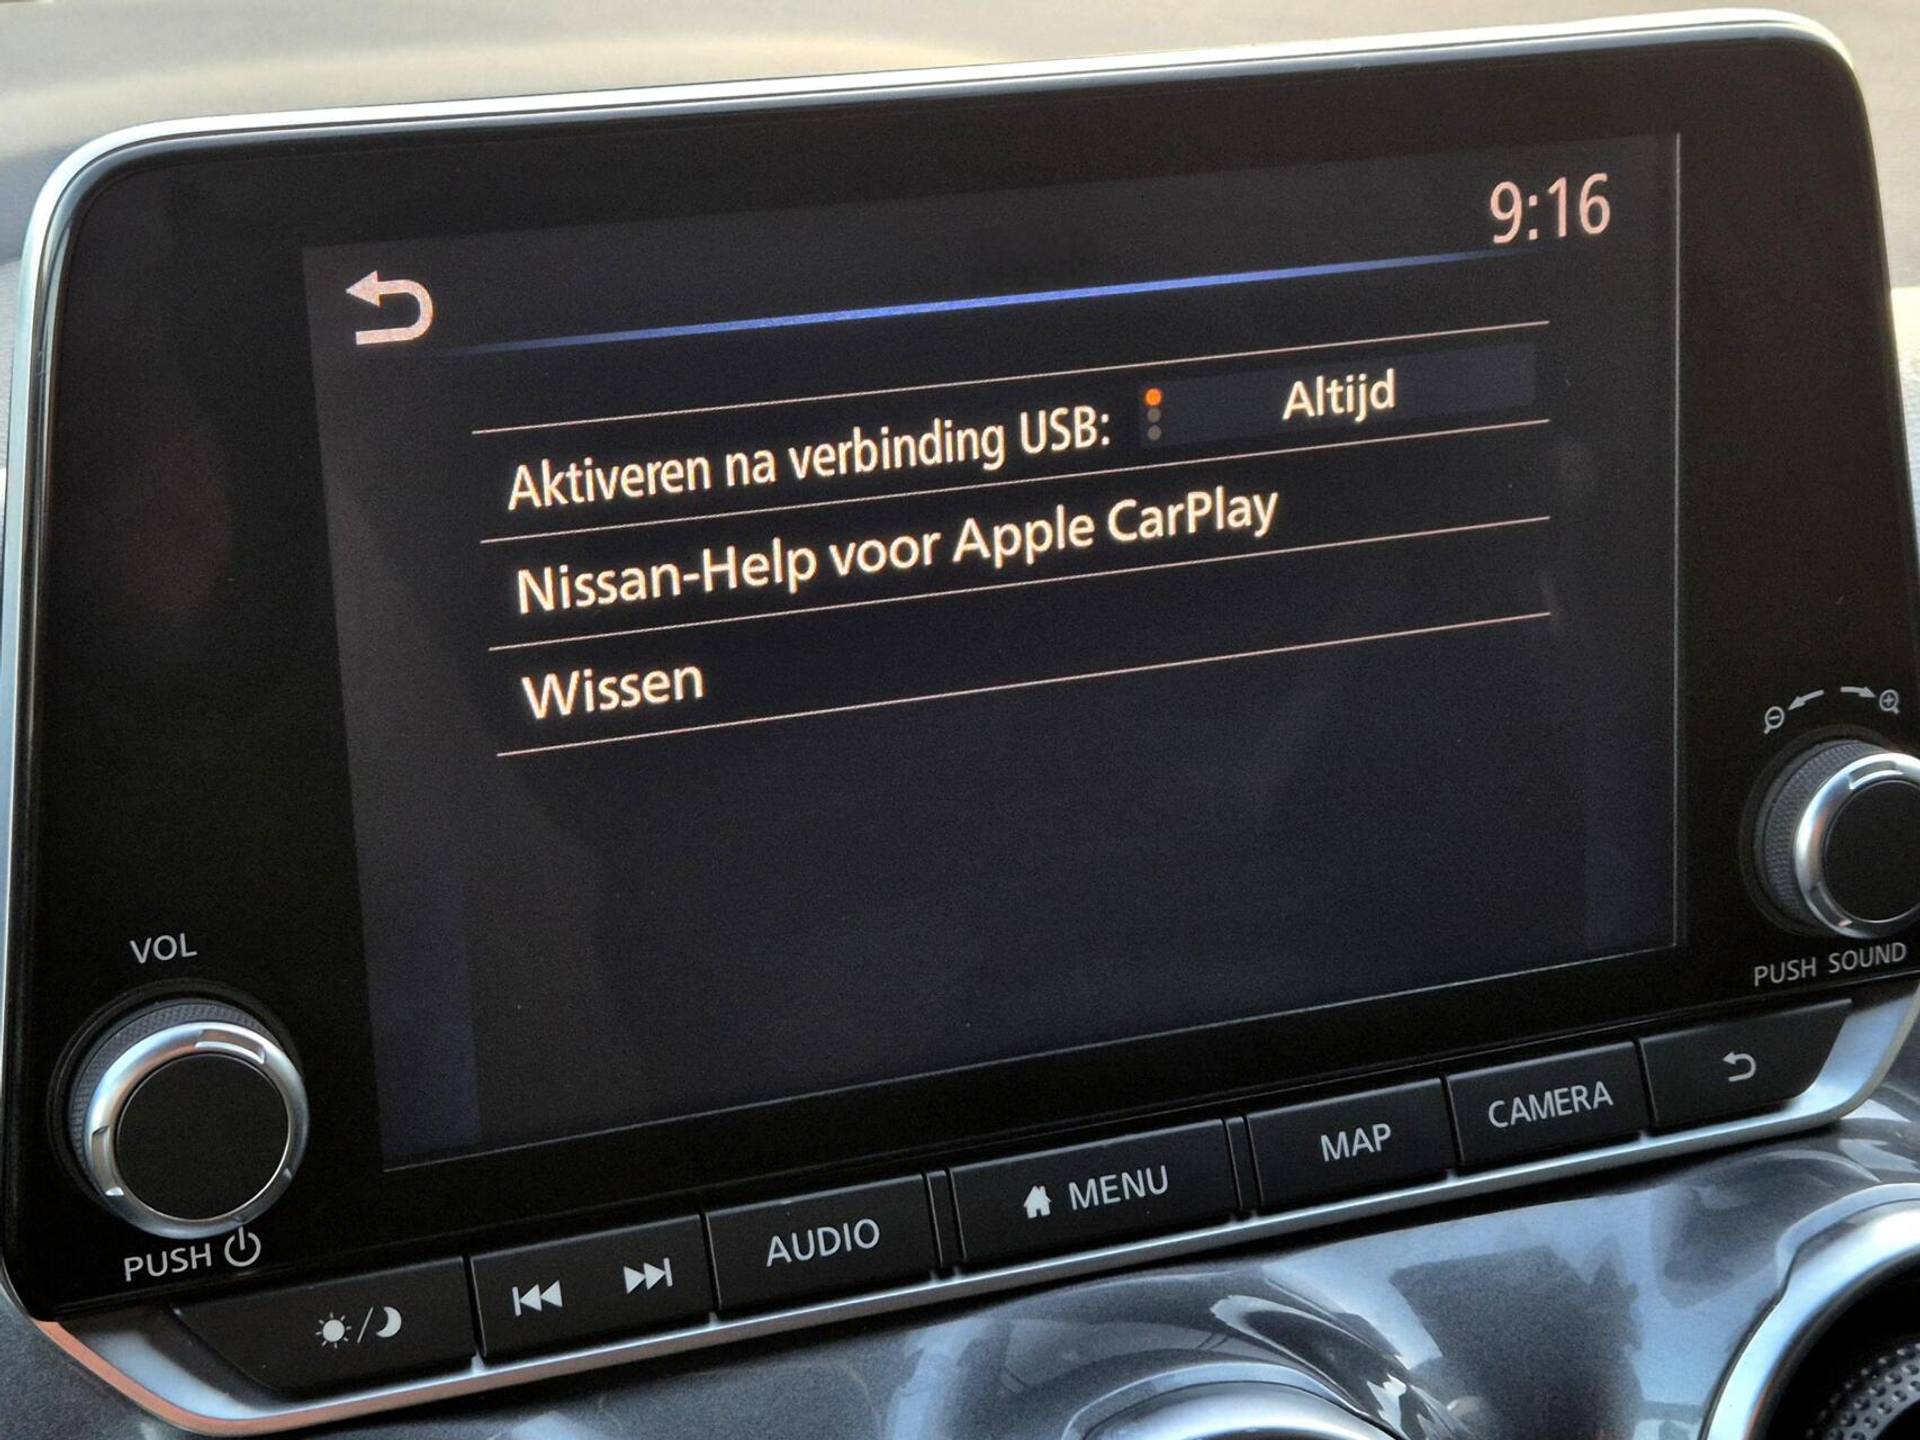 9:16
Aktiveren na verbinding USB: Altijd
Nissan-Help voor Apple CarPlay
Wissen
VOL
PUSH
PUSH SOUND
AUDIO
MENU
MAP
CAMERA